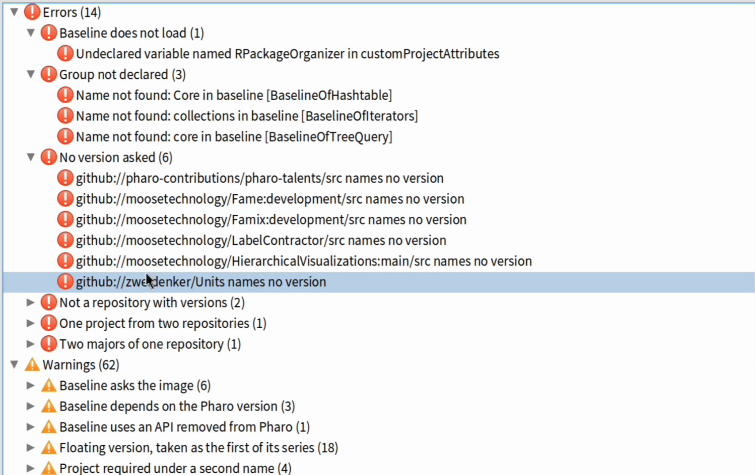 Errors (14)
Baseline does not load (1)
Undeclared variable named RPackageOrganizer in customProjectAttributes
Group not declared (3)
Name not found: Core in baseline [BaselineOfHashtable]
Name not found: collections in baseline [BaselineOfIterators]
Name not found: core in baseline [BaselineOfTreeQuery]
No version asked (6)
github://pharo-contributions/pharo-talents/src names no version
github://moosetechnology/Fame:development/src names no version
github://moosetechnology/Famix:development/src names no version
github://moosetechnology/LabelContractor/src names no version
github://moosetechnology/HierarchicalVisualizations:main/src names no version
github://zweidenker/Units names no version
Not a repository with versions (2)
One project from two repositories (1)
Two majors of one repository (1)
Warnings (62)
Baseline asks the image (6)
Baseline depends on the Pharo version (3)
Baseline uses an API removed from Pharo (1)
Floating version, taken as the first of its series (18)
Project required under a second name (4)